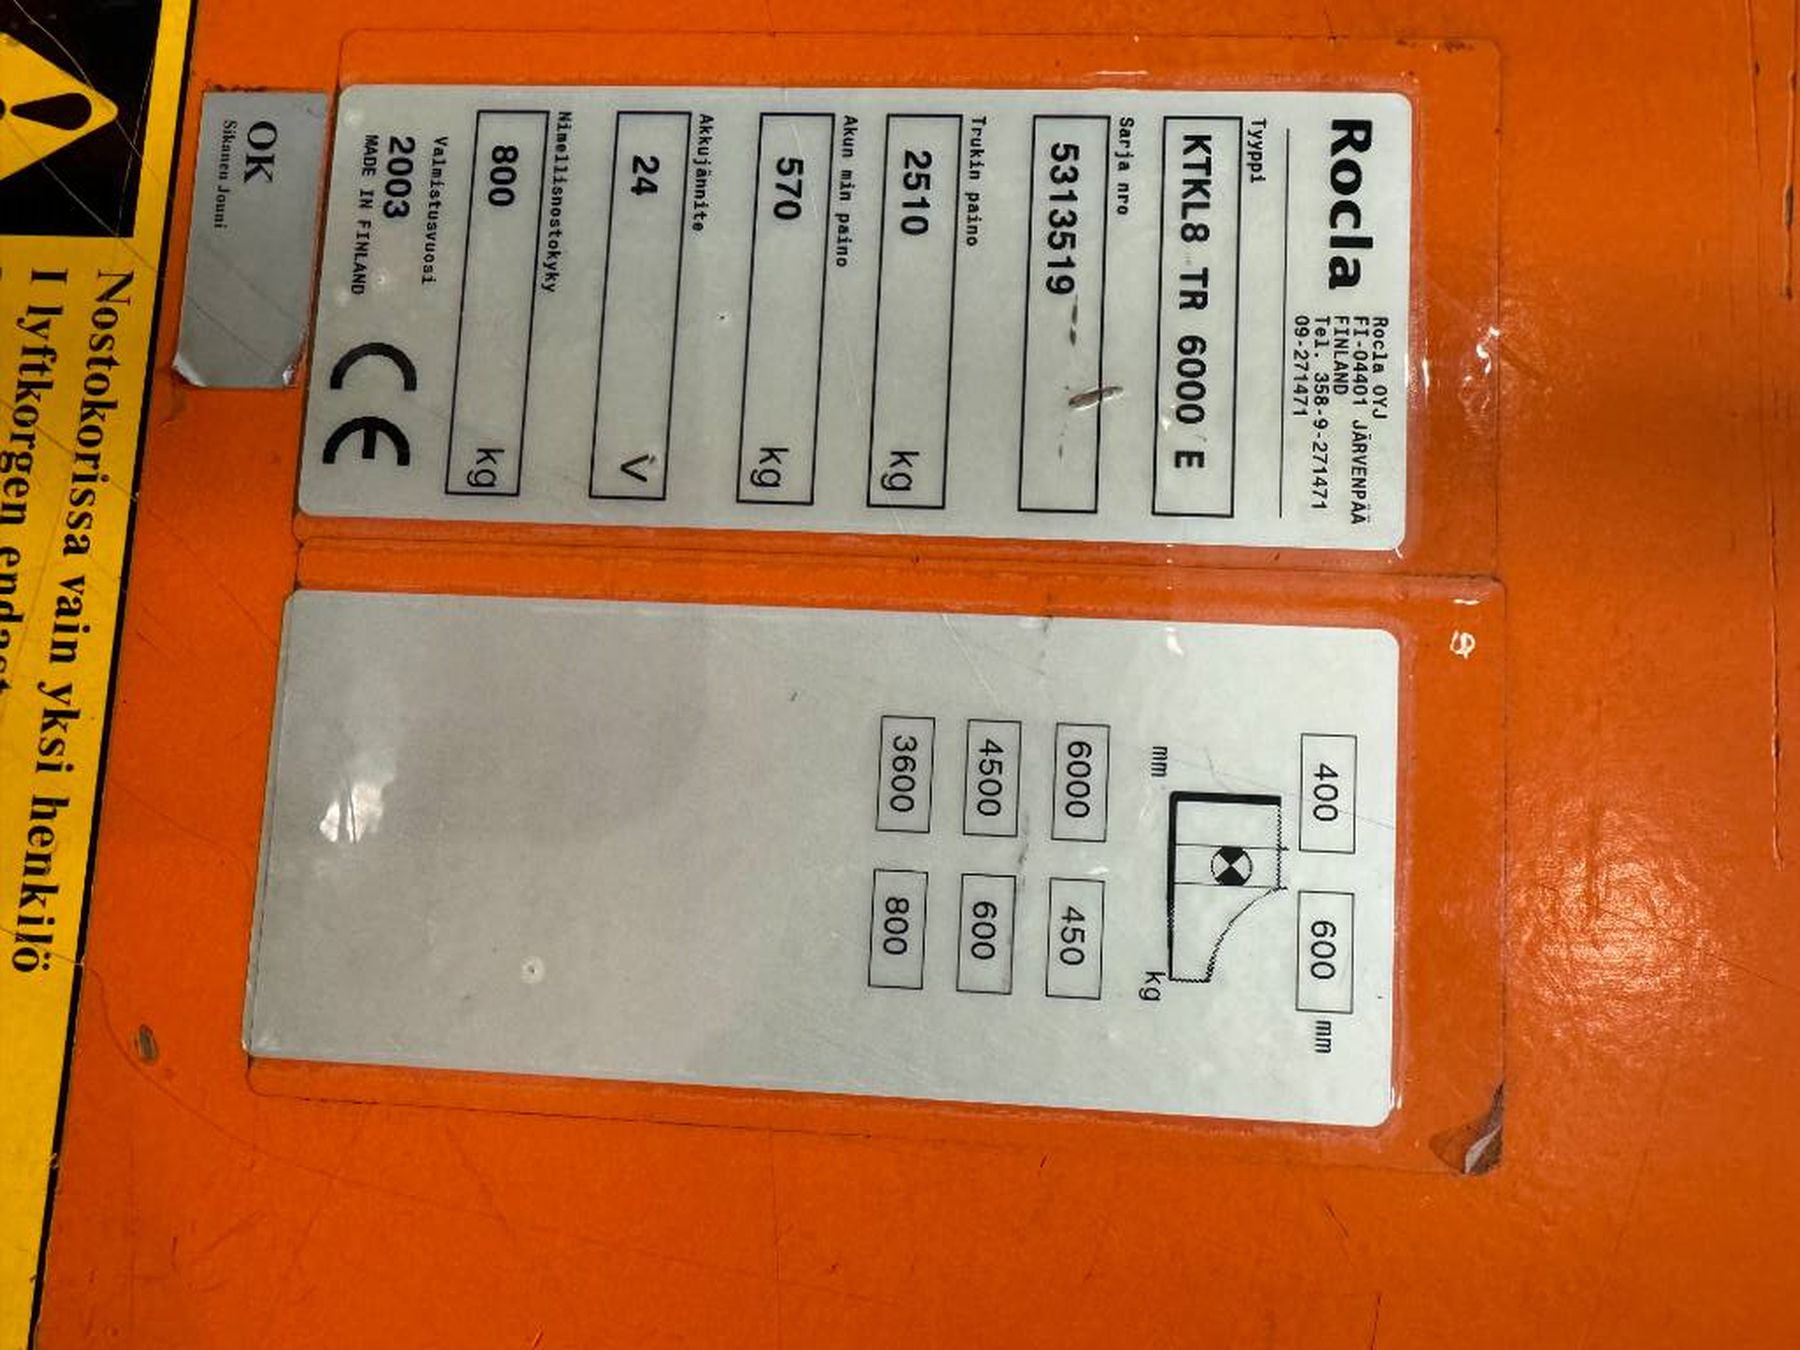 Rocla
Rocla OYJ
FI-04401 JÄRVENPÄÄ
FINLAND
Tel. 358-9-271471
09-271471
Tyyppi
KTKL8 TR 6000 E
Sarja nro
5313519
Trukin paino
2510 kg
Akun min paino
570 kg
Akkujännite
24 V
Nimellisnostokyky
800 kg
Valmistusvuosi
2003
MADE IN FINLAND
CE
400 600 mm
mm kg
6000 450
4500 600
3600 800
OK
Sikanen Jouni
Nostokorissa vain yksi henkilö
I lyftkorgen endast